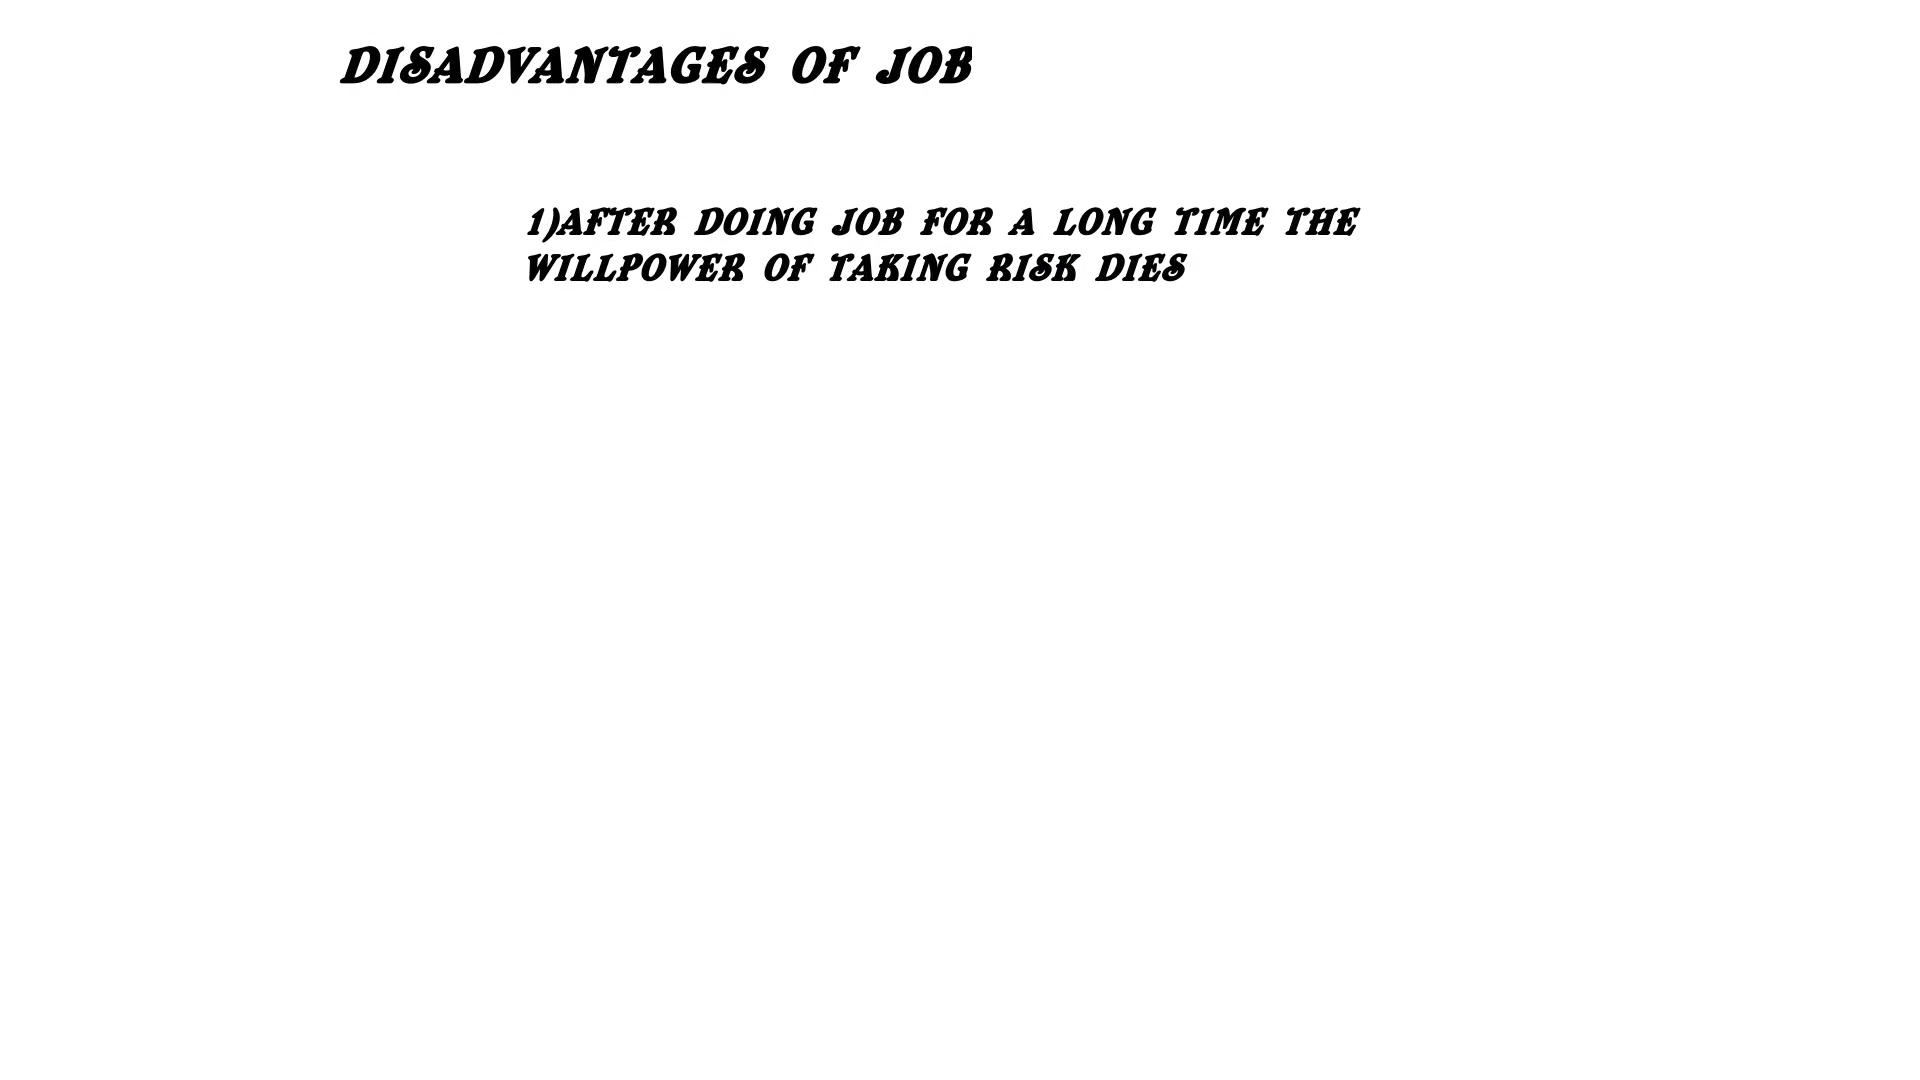 DISADVANTAGES OF JOB
1)AFTER DOING JOB FOR A LONG TIME THE
WILLPOWER OF TAKING RISK DIES